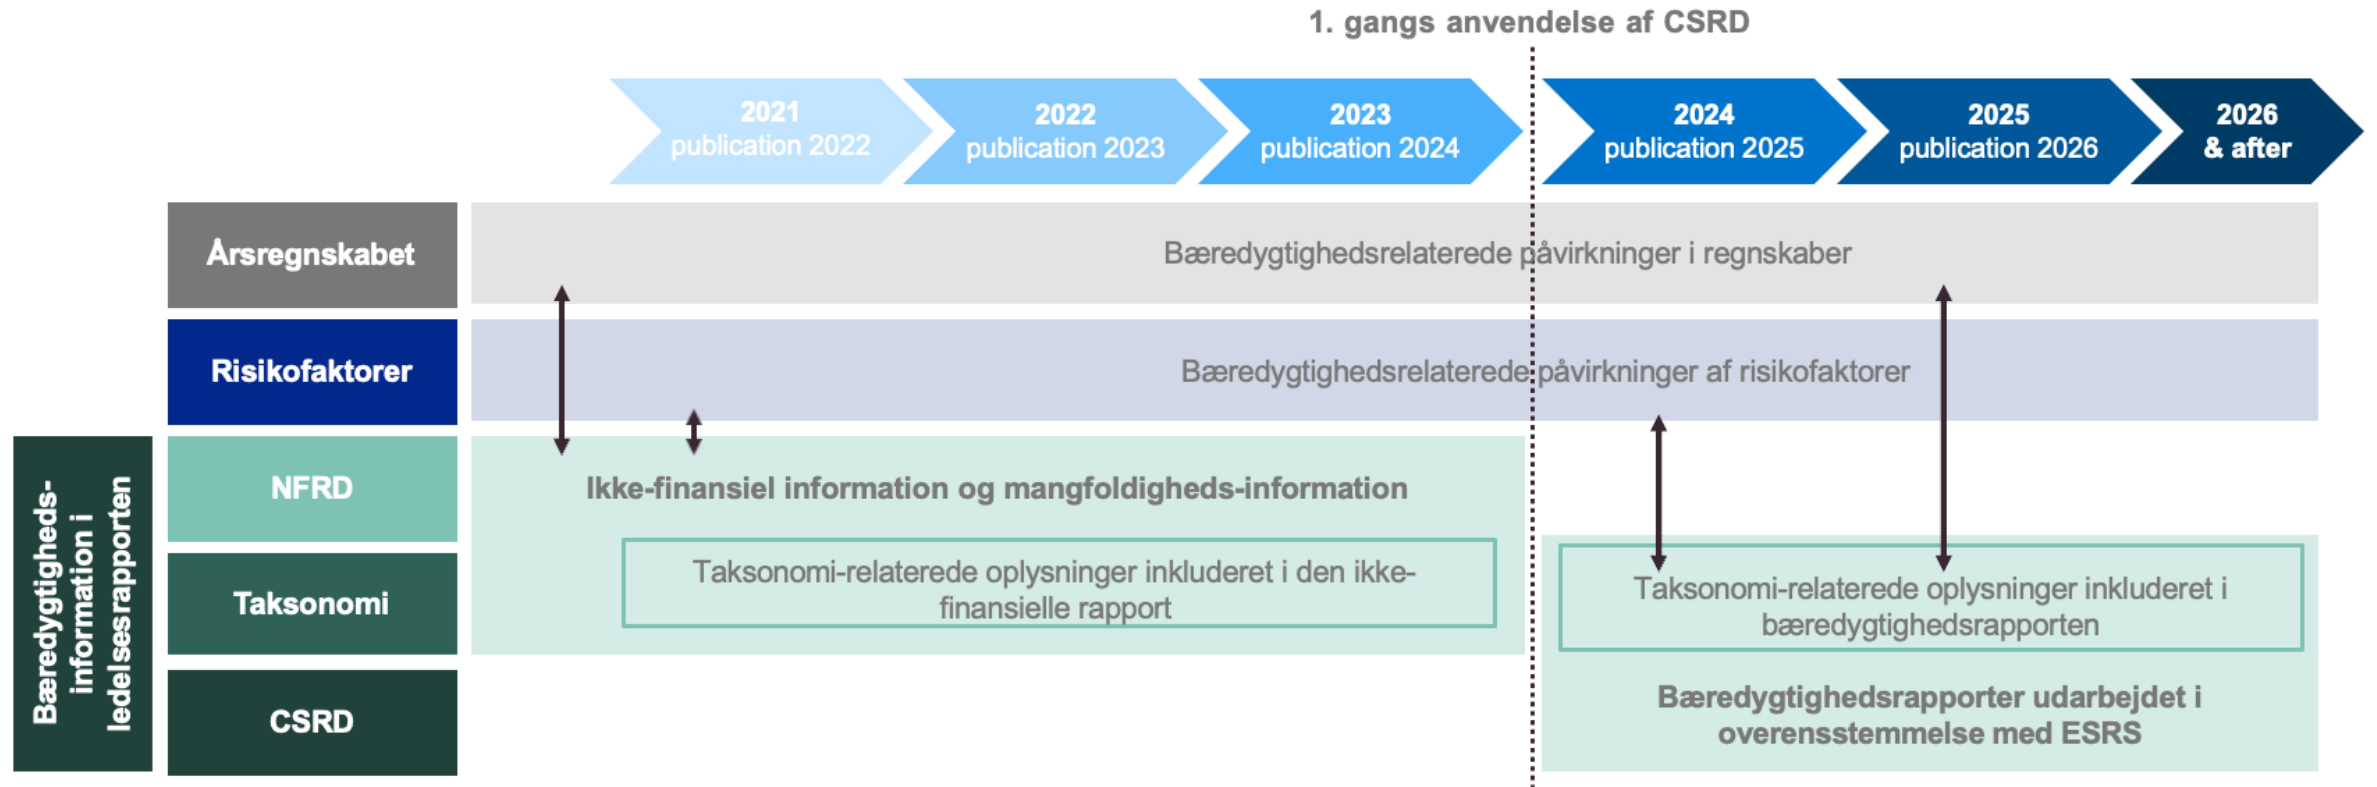 1. gangs anvendelse af CSRD
2021
publication 2022
2022
publication 2023
2023
publication 2024
2024
publication 2025
2025
publication 2026
2026
& after
Årsregnskabet
Bæredygtighedsrelaterede påvirkninger i regnskaber
Risikofaktorer
Bæredygtighedsrelaterede påvirkninger af risikofaktorer
Bæredygtigheds-
information i
ledelsesrapporten
NFRD
Ikke-finansiel information og mangfoldigheds-information
Taksonomi
Taksonomi-relaterede oplysninger inkluderet i den ikke-
finansielle rapport
Taksonomi-relaterede oplysninger inkluderet i
bæredygtighedsrapporten
CSRD
Bæredygtighedsrapporter udarbejdet i
overensstemmelse med ESRS